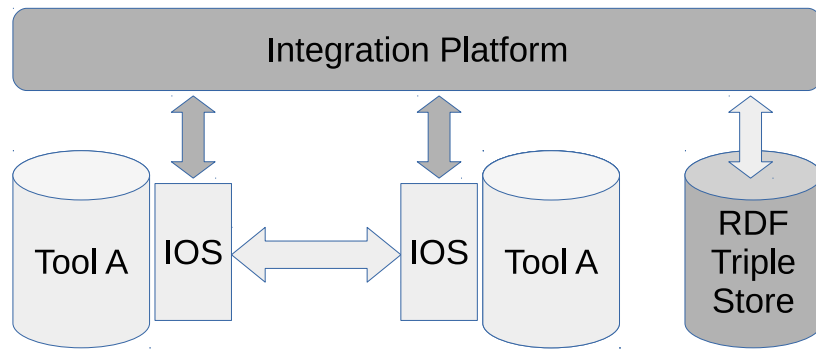 Integration Platform
Tool A
IOS
IOS
Tool A
RDF
Triple
Store